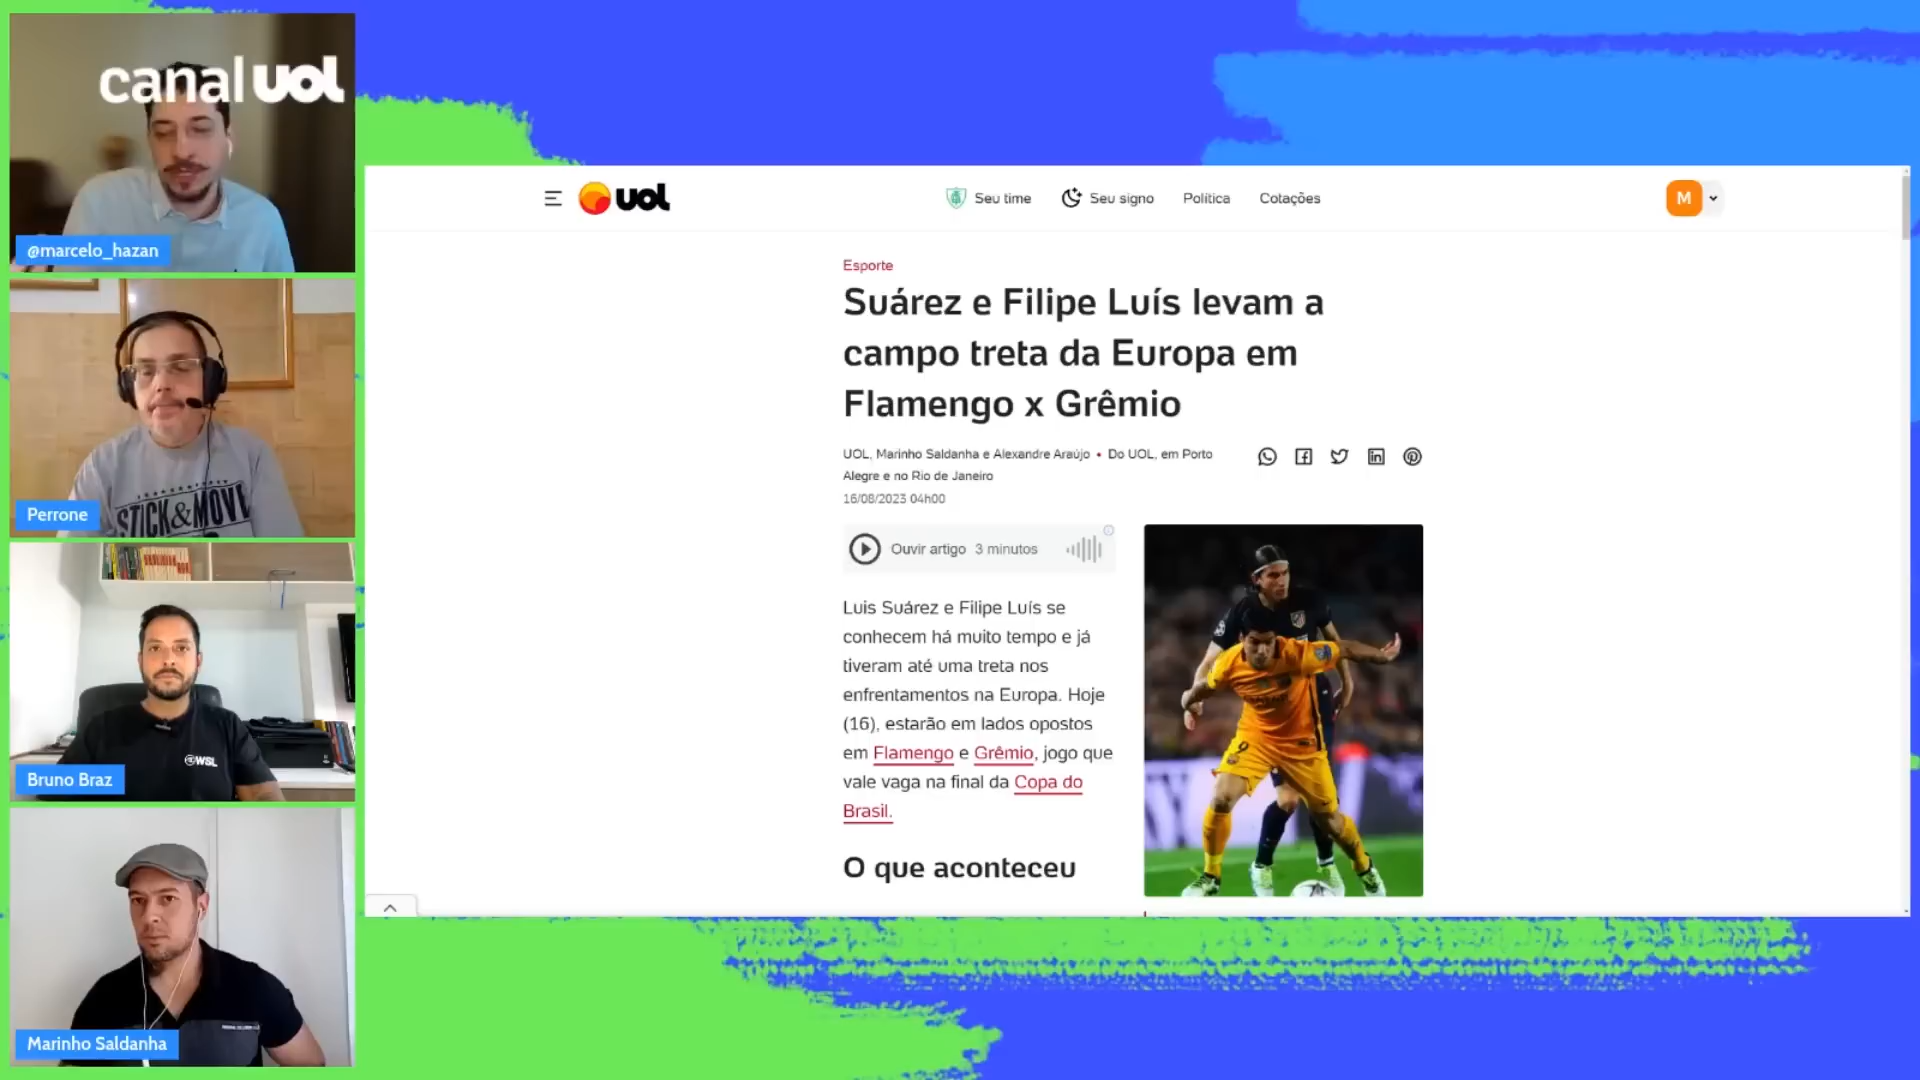 canal uol
@marcelo_hazan
STICK&MOVE
Perrone
WSL
Bruno Braz
Marinho Saldanha
uol
Seu time
Seu signo
Política
Cotações
M
Esporte
Suárez e Filipe Luís levam a
campo treta da Europa em
Flamengo x Grêmio
UOL, Marinho Saldanha e Alexandre Araújo • Do UOL, em Porto
Alegre e no Rio de Janeiro
16/08/2023 04h00
Ouvir artigo 3 minutos
Luis Suárez e Filipe Luís se
conhecem há muito tempo e já
tiveram até uma treta nos
enfrentamentos na Europa. Hoje
(16), estarão em lados opostos
em Flamengo e Grêmio, jogo que
vale vaga na final da Copa do
Brasil.
O que aconteceu
9